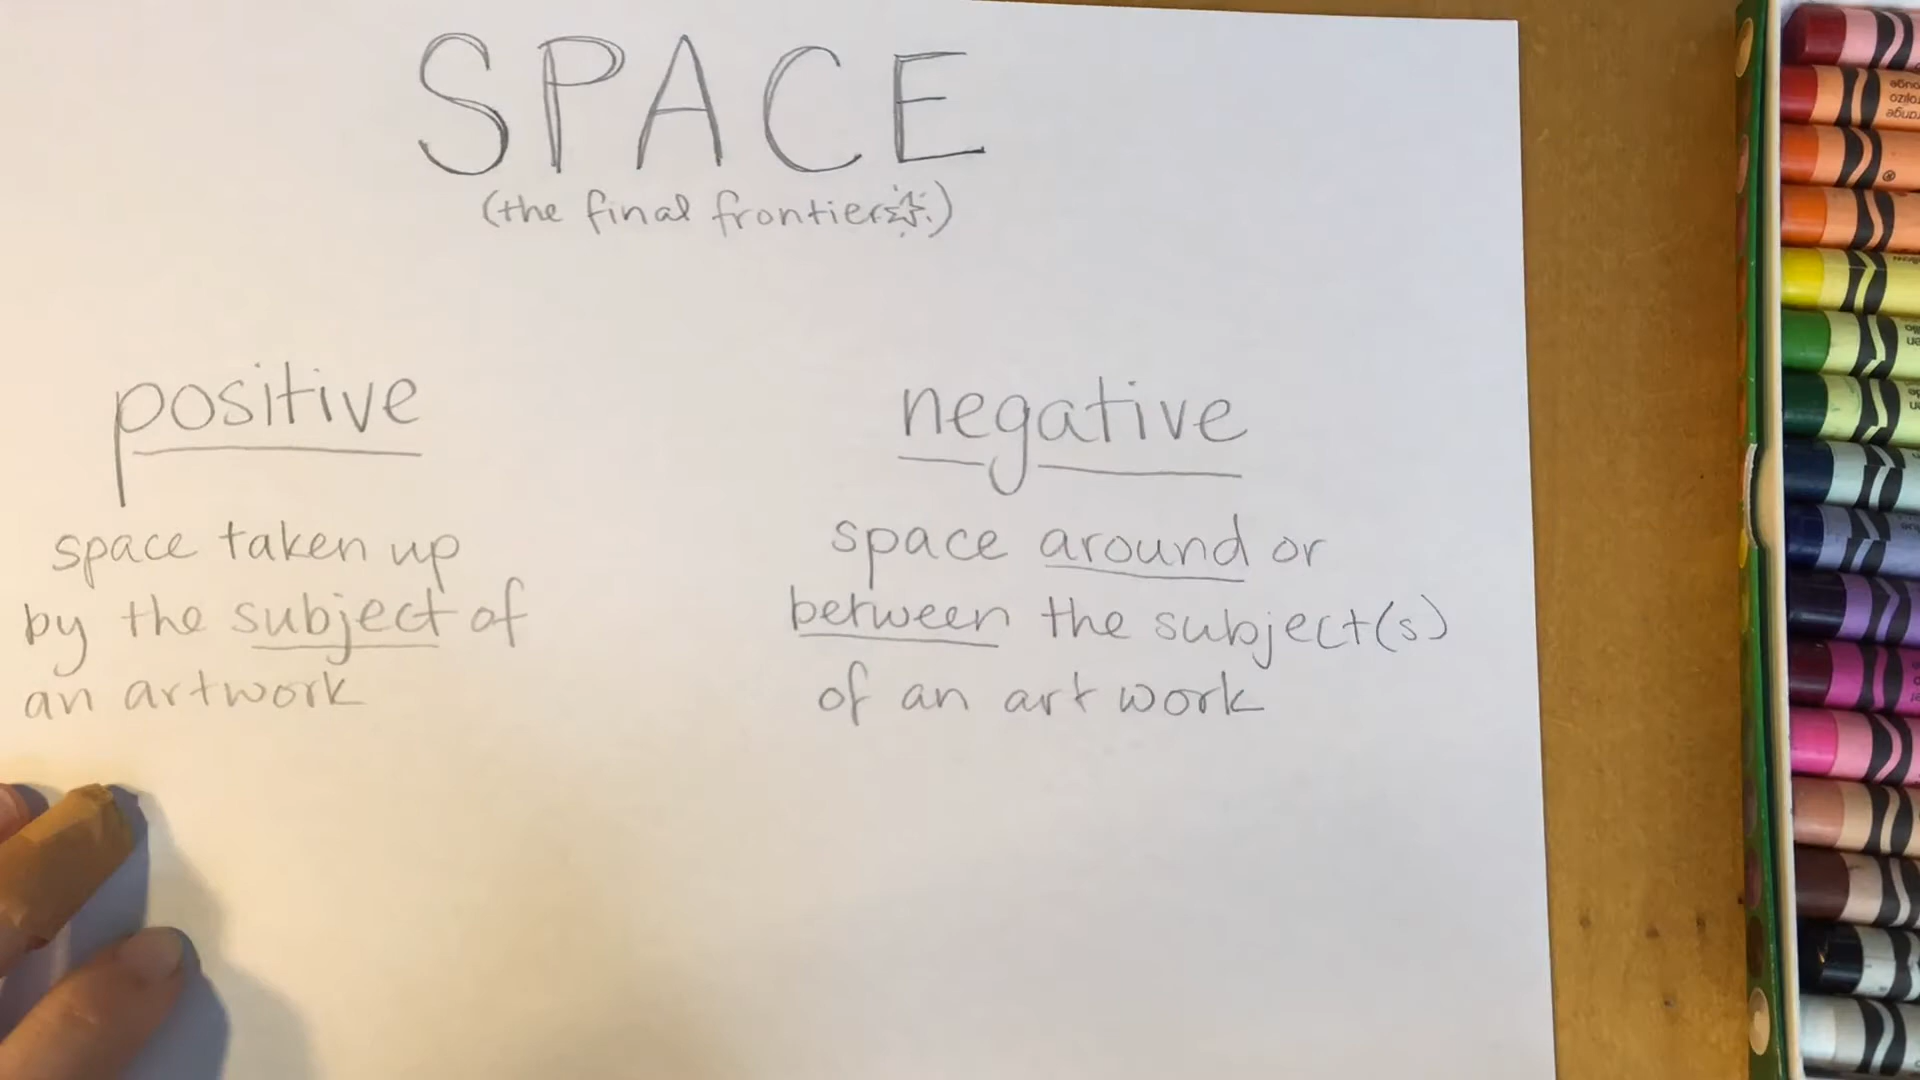 SPACE
(the final frontier)
positive
space taken up
by the subject of
an artwork
negative
space around or
between the subject(s)
of an art work